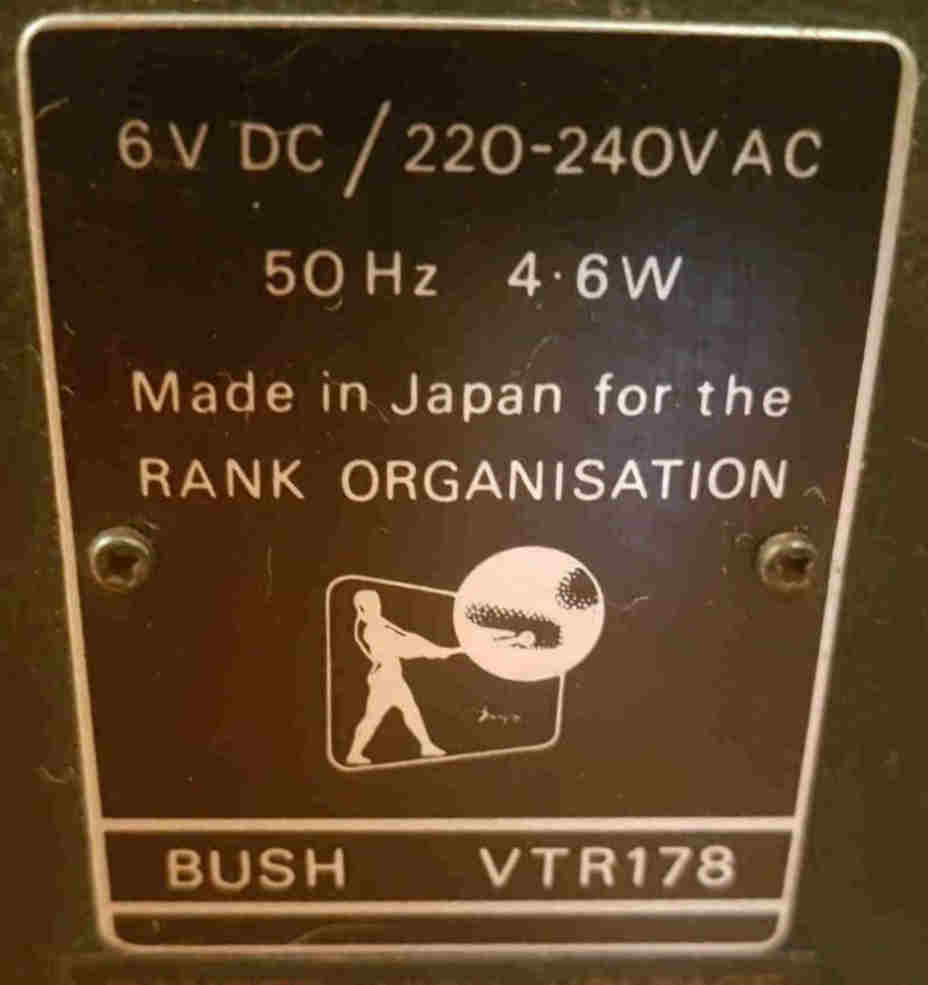 6V DC / 220-240V AC
50 Hz 4·6W
Made in Japan for the
RANK ORGANISATION
BUSH VTR178